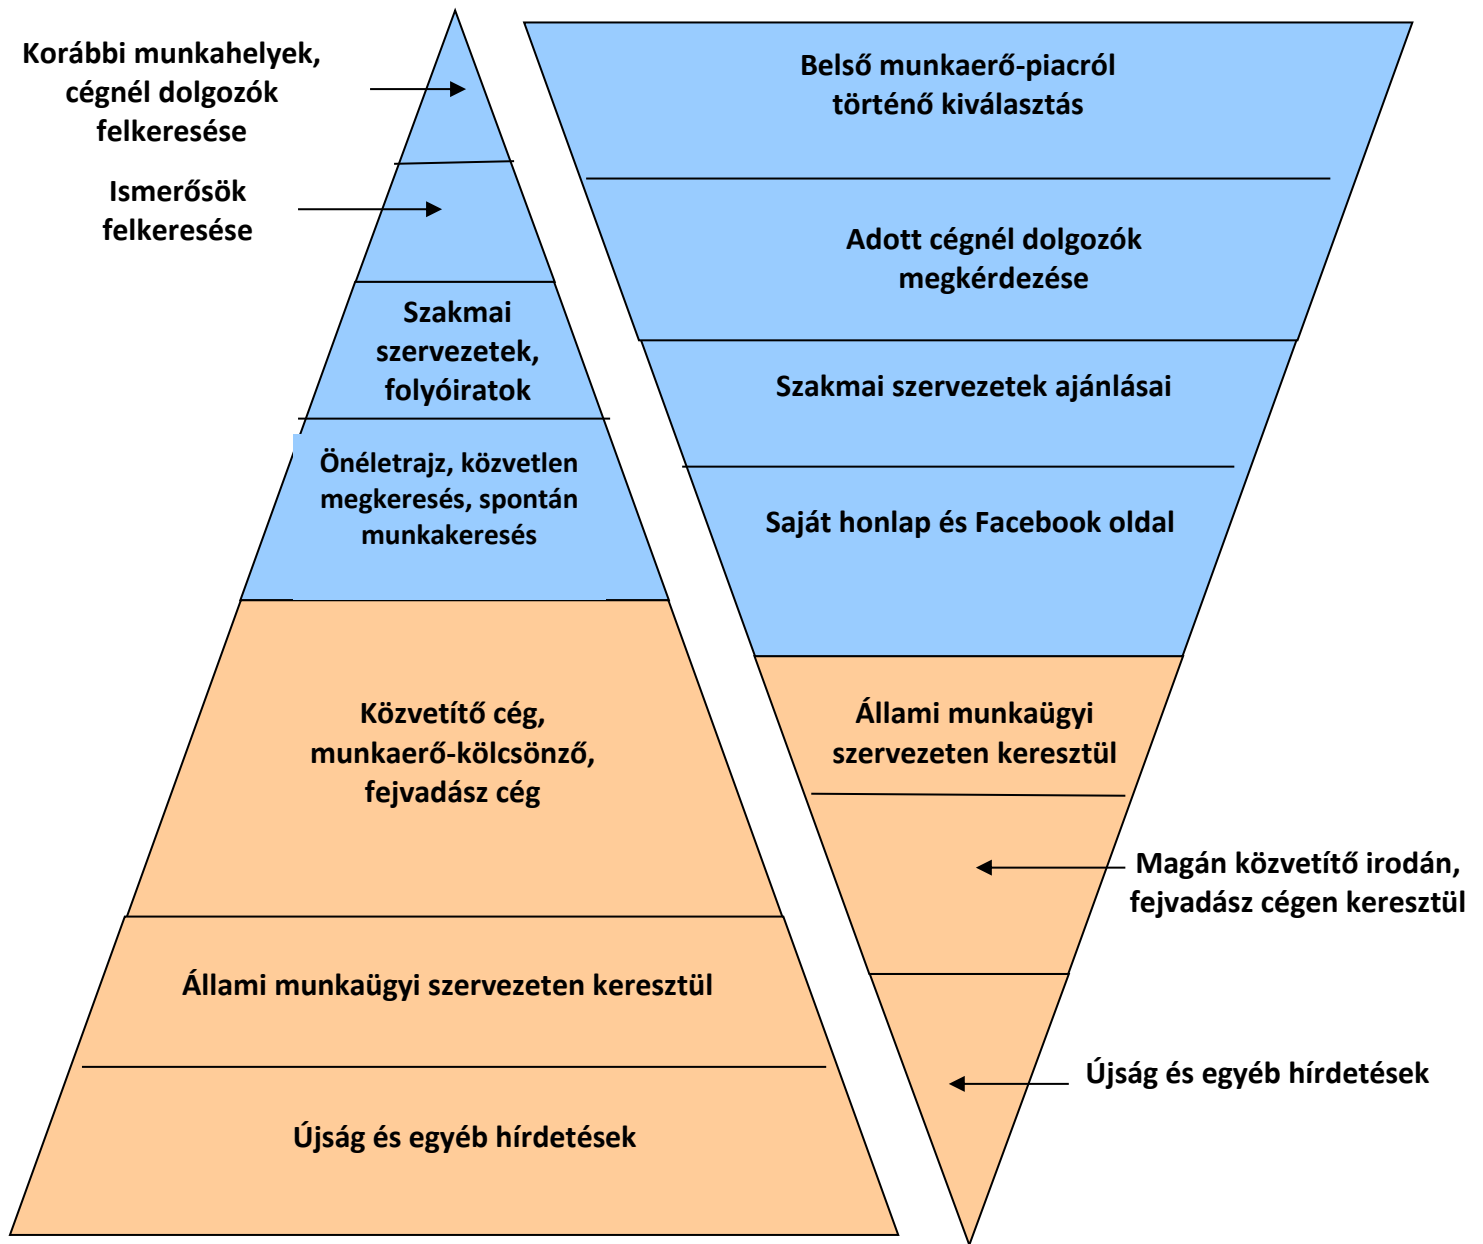 Korábbi munkahelyek,
cégnél dolgozók
felkeresése
Ismerősök
felkeresése
Szakmai
szervezetek,
folyóiratok
Önéletrajz, közvetlen
megkeresés, spontán
munkakeresés
Közvetítő cég,
munkaerő-kölcsönző,
fejvadász cég
Állami munkaügyi szervezeten keresztül
Újság és egyéb hírdetések
Belső munkaerő-piacról
történő kiválasztás
Adott cégnél dolgozók
megkérdezése
Szakmai szervezetek ajánlásai
Saját honlap és Facebook oldal
Állami munkaügyi
szervezeten keresztül
Magán közvetítő irodán,
fejvadász cégen keresztül
Újság és egyéb hírdetések